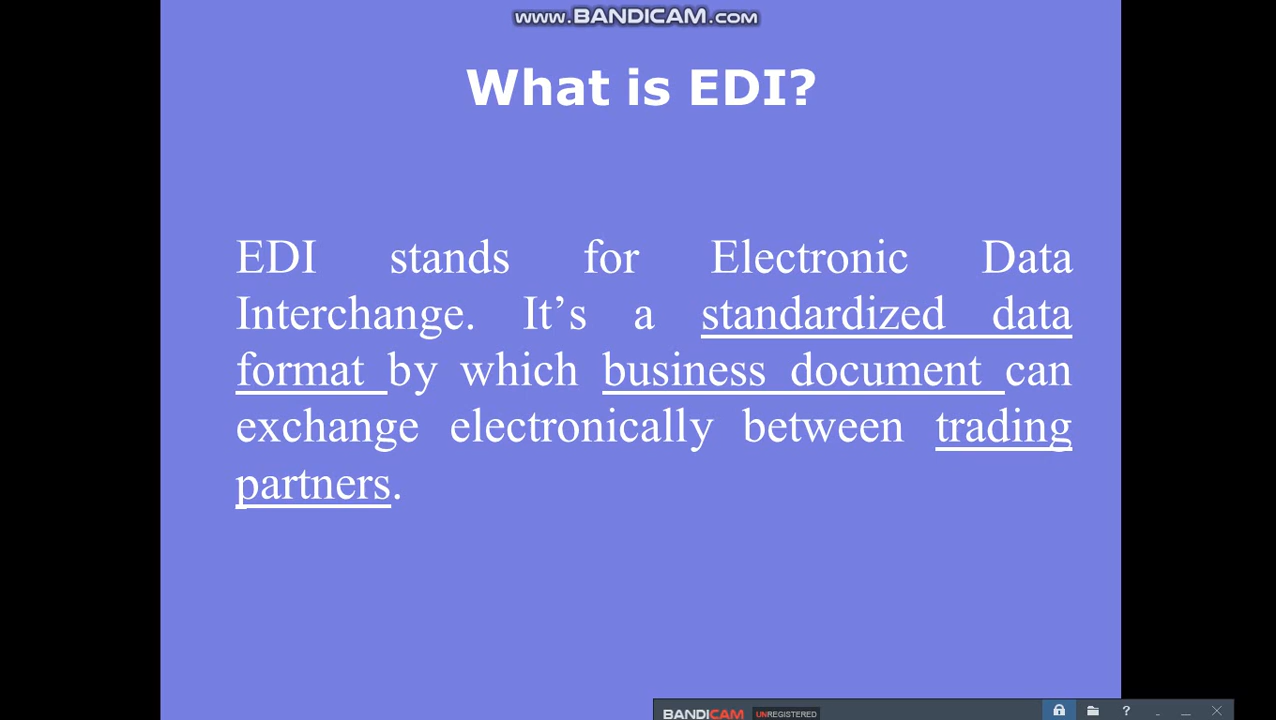 www.BANDICAM.com
What is EDI?
EDI stands for Electronic Data
Interchange. It’s a standardized data
format by which business document can
exchange electronically between trading
partners.
BANDICAM UNREGISTERED ?